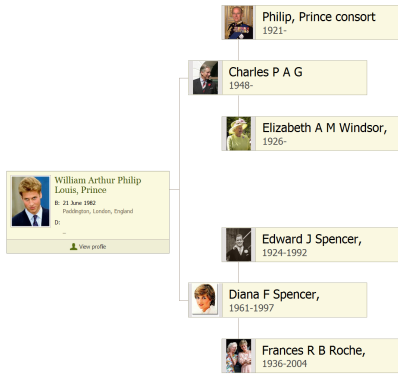 Philip, Prince consort
1921-
Charles P A G
1948-
Elizabeth A M Windsor,
1926-
William Arthur Philip
Louis, Prince
B: 21 June 1982
Paddington, London, England
D:
--
View profile
Edward J Spencer,
1924-1992
Diana F Spencer,
1961-1997
Frances R B Roche,
1936-2004